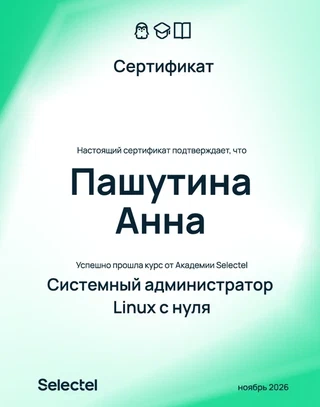 Сертификат
Настоящий сертификат подтверждает, что
Пашутина
Анна
Успешно прошла курс от Академии Selectel
Системный администратор
Linux с нуля
Selectel
ноябрь 2026